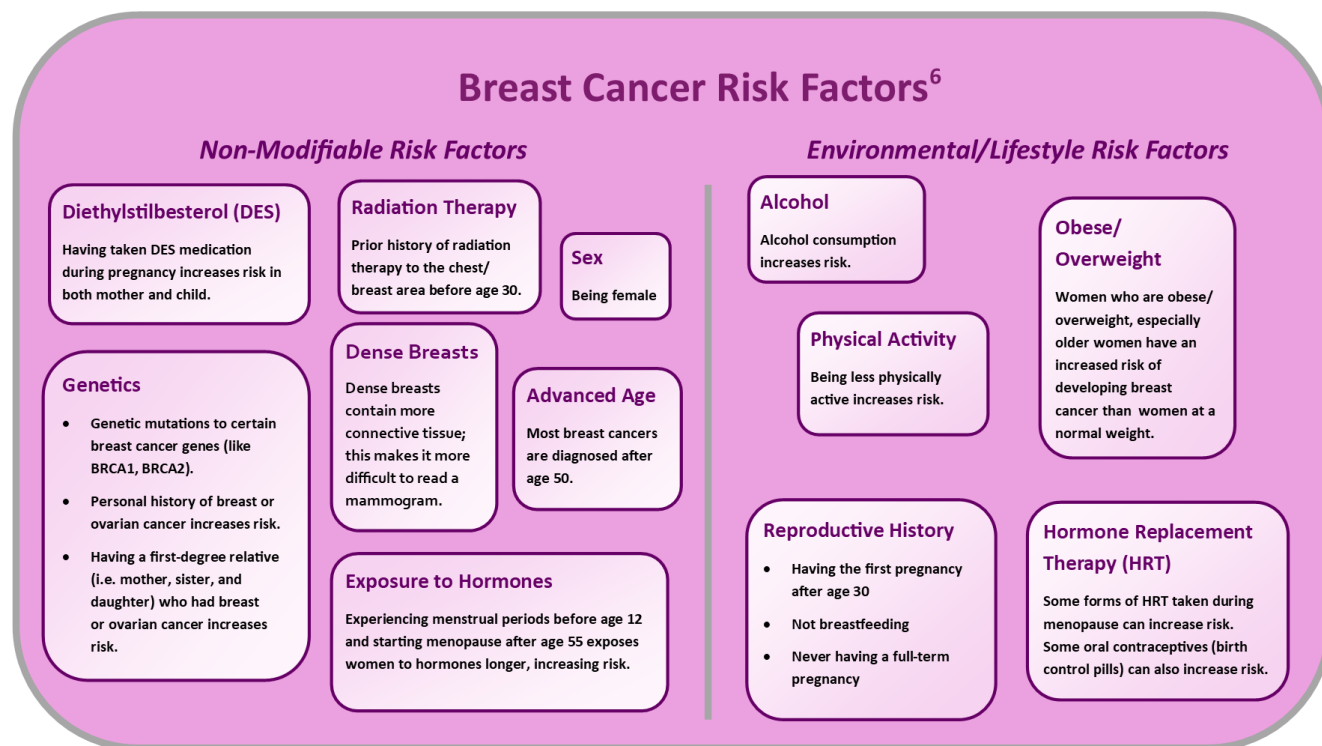 Breast Cancer Risk Factors6
Non-Modifiable Risk Factors
Diethylstilbesterol (DES)
Having taken DES medication
during pregnancy increases risk in
both mother and child.
Radiation Therapy
Prior history of radiation
therapy to the chest/
breast area before age 30.
Sex
Being female
Genetics
• Genetic mutations to certain
breast cancer genes (like
BRCA1, BRCA2).
• Personal history of breast or
ovarian cancer increases risk.
• Having a first-degree relative
(i.e. mother, sister, and
daughter) who had breast
or ovarian cancer increases
risk.
Dense Breasts
Dense breasts
contain more
connective tissue;
this makes it more
difficult to read a
mammogram.
Advanced Age
Most breast cancers
are diagnosed after
age 50.
Exposure to Hormones
Experiencing menstrual periods before age 12
and starting menopause after age 55 exposes
women to hormones longer, increasing risk.
Environmental/Lifestyle Risk Factors
Alcohol
Alcohol consumption
increases risk.
Obese/
Overweight
Women who are obese/
overweight, especially
older women have an
increased risk of
developing breast
cancer than women at a
normal weight.
Physical Activity
Being less physically
active increases risk.
Reproductive History
• Having the first pregnancy
after age 30
• Not breastfeeding
• Never having a full-term
pregnancy
Hormone Replacement
Therapy (HRT)
Some forms of HRT taken during
menopause can increase risk.
Some oral contraceptives (birth
control pills) can also increase risk.